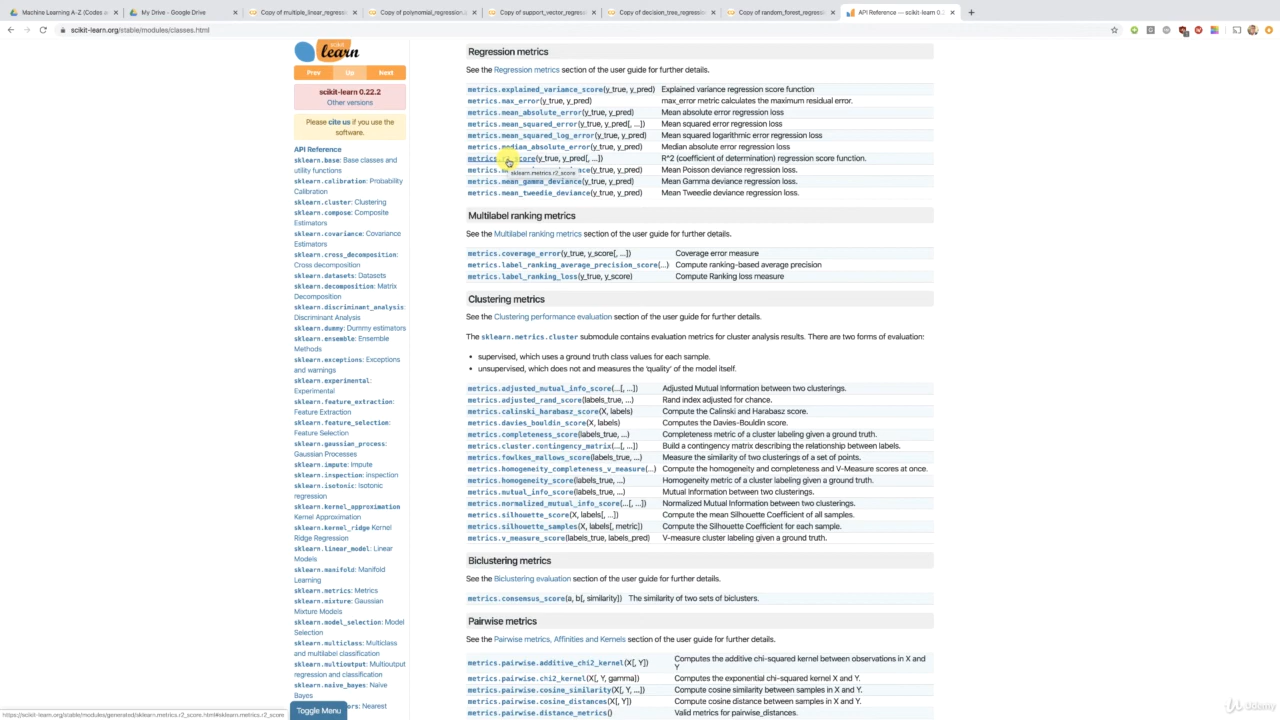 Machine Learning A-Z (Codes a
My Drive - Google Drive
Copy of multiple_linear_regres
Copy of polynomial_regression
Copy of support_vector_regres
Copy of decision_tree_regress
Copy of random_forest_regress
API Reference — scikit-learn 0.2
scikit-learn.org/stable/modules/classes.html
scikit
learn
Prev
Up
Next
scikit-learn 0.22.2
Other versions
Please cite us if you use the
software.
API Reference
sklearn.base: Base classes and
utility functions
sklearn.calibration: Probability
Calibration
sklearn.cluster: Clustering
sklearn.compose: Composite
Estimators
sklearn.covariance: Covariance
Estimators
sklearn.cross_decomposition:
Cross decomposition
sklearn.datasets: Datasets
sklearn.decomposition: Matrix
Decomposition
sklearn.discriminant_analysis:
Discriminant Analysis
sklearn.dummy: Dummy estimators
sklearn.ensemble: Ensemble
Methods
sklearn.exceptions: Exceptions
and warnings
sklearn.experimental:
Experimental
sklearn.feature_extraction:
Feature Extraction
sklearn.feature_selection:
Feature Selection
sklearn.gaussian_process:
Gaussian Processes
sklearn.impute: Impute
sklearn.inspection: Inspection
sklearn.isotonic: Isotonic
regression
sklearn.kernel_approximation
Kernel Approximation
sklearn.kernel_ridge Kernel
Ridge Regression
sklearn.linear_model: Linear
Models
sklearn.manifold: Manifold
Learning
sklearn.metrics: Metrics
sklearn.mixture: Gaussian
Mixture Models
sklearn.model_selection: Model
Selection
sklearn.multiclass: Multiclass
and multilabel classification
sklearn.multioutput: Multioutput
regression and classification
sklearn.naive_bayes: Naive
Bayes
ors: Nearest
Toggle Menu
https://scikit-learn.org/stable/modules/generated/sklearn.metrics.r2_score.html#sklearn.metrics.r2_score
Regression metrics
See the Regression metrics section of the user guide for further details.
metrics.explained_variance_score(y_true, y_pred) Explained variance regression score function
metrics.max_error(y_true, y_pred) max_error metric calculates the maximum residual error.
metrics.mean_absolute_error(y_true, y_pred) Mean absolute error regression loss
metrics.mean_squared_error(y_true, y_pred[, ...]) Mean squared error regression loss
metrics.mean_squared_log_error(y_true, y_pred) Mean squared logarithmic error regression loss
metrics.median_absolute_error(y_true, y_pred) Median absolute error regression loss
metrics.r2_score(y_true, y_pred[, ...]) R^2 (coefficient of determination) regression score function.
sklearn.metrics.r2_score
(y_true, y_pred) Mean Poisson deviance regression loss.
metrics.mean_gamma_deviance(y_true, y_pred) Mean Gamma deviance regression loss.
metrics.mean_tweedie_deviance(y_true, y_pred) Mean Tweedie deviance regression loss.
Multilabel ranking metrics
See the Multilabel ranking metrics section of the user guide for further details.
metrics.coverage_error(y_true, y_score[, ...]) Coverage error measure
metrics.label_ranking_average_precision_score(...) Compute ranking-based average precision
metrics.label_ranking_loss(y_true, y_score) Compute Ranking loss measure
Clustering metrics
See the Clustering performance evaluation section of the user guide for further details.
The sklearn.metrics.cluster submodule contains evaluation metrics for cluster analysis results. There are two forms of evaluation:
• supervised, which uses a ground truth class values for each sample.
• unsupervised, which does not and measures the 'quality' of the model itself.
metrics.adjusted_mutual_info_score(...[, ...]) Adjusted Mutual Information between two clusterings.
metrics.adjusted_rand_score(labels_true, ...) Rand index adjusted for chance.
metrics.calinski_harabasz_score(X, labels) Compute the Calinski and Harabasz score.
metrics.davies_bouldin_score(X, labels) Computes the Davies-Bouldin score.
metrics.completeness_score(labels_true, ...) Completeness metric of a cluster labeling given a ground truth.
metrics.cluster.contingency_matrix(...[, ...]) Build a contingency matrix describing the relationship between labels.
metrics.fowlkes_mallows_score(labels_true, ...) Measure the similarity of two clusterings of a set of points.
metrics.homogeneity_completeness_v_measure(...) Compute the homogeneity and completeness and V-Measure scores at once.
metrics.homogeneity_score(labels_true, ...) Homogeneity metric of a cluster labeling given a ground truth.
metrics.mutual_info_score(labels_true, ...) Mutual Information between two clusterings.
metrics.normalized_mutual_info_score(...[, ...]) Normalized Mutual Information between two clusterings.
metrics.silhouette_score(X, labels[, ...]) Compute the mean Silhouette Coefficient of all samples.
metrics.silhouette_samples(X, labels[, metric]) Compute the Silhouette Coefficient for each sample.
metrics.v_measure_score(labels_true, labels_pred) V-measure cluster labeling given a ground truth.
Biclustering metrics
See the Biclustering evaluation section of the user guide for further details.
metrics.consensus_score(a, b[, similarity]) The similarity of two sets of biclusters.
Pairwise metrics
See the Pairwise metrics, Affinities and Kernels section of the user guide for further details.
metrics.pairwise.additive_chi2_kernel(X[, Y]) Computes the additive chi-squared kernel between observations in X and
Y
metrics.pairwise.chi2_kernel(X[, Y, gamma]) Computes the exponential chi-squared kernel X and Y.
metrics.pairwise.cosine_similarity(X[, Y, ...]) Compute cosine similarity between samples in X and Y.
metrics.pairwise.cosine_distances(X[, Y]) Compute cosine distance between samples in X and Y.
metrics.pairwise.distance_metrics() Valid metrics for pairwise_distances.
Udemy